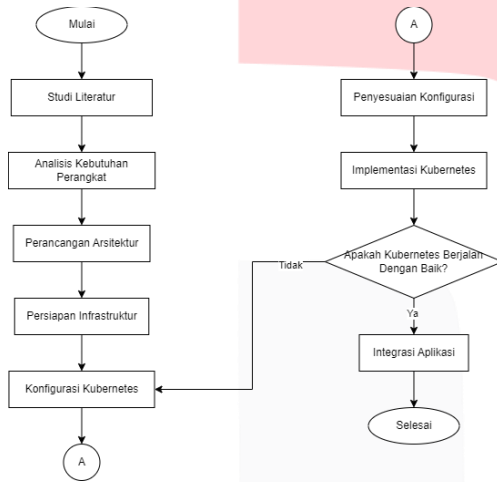 Mulai
Studi Literatur
Analisis Kebutuhan
Perangkat
Perancangan Arsitektur
Persiapan Infrastruktur
Konfigurasi Kubernetes
A
A
Penyesuaian Konfigurasi
Implementasi Kubernetes
Apakah Kubernetes Berjalan
Dengan Baik?
Tidak
Ya
Integrasi Aplikasi
Selesai